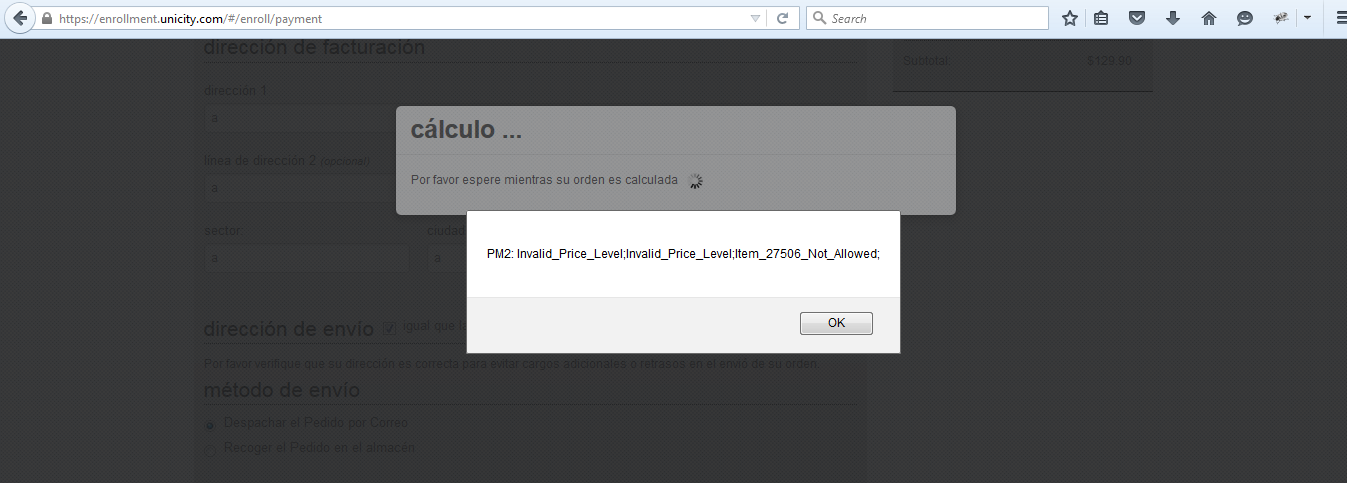 https://enrollment.unicity.com/#/enroll/payment
Search
dirección de facturación
Subtotal: $129.90
dirección 1
a
cálculo ...
línea de dirección 2 (opcional)
Por favor espere mientras su orden es calculada
a
sector
ciudad
a
a
PM2: Invalid_Price_Level;Invalid_Price_Level;Item_27506_Not_Allowed;
OK
dirección de envío
igual que
Por favor verifique que su dirección es correcta para evitar cargos adicionales o retrasos en el envió de su orden.
método de envío
Despachar el Pedido por Correo
Recoger el Pedido en el almacén